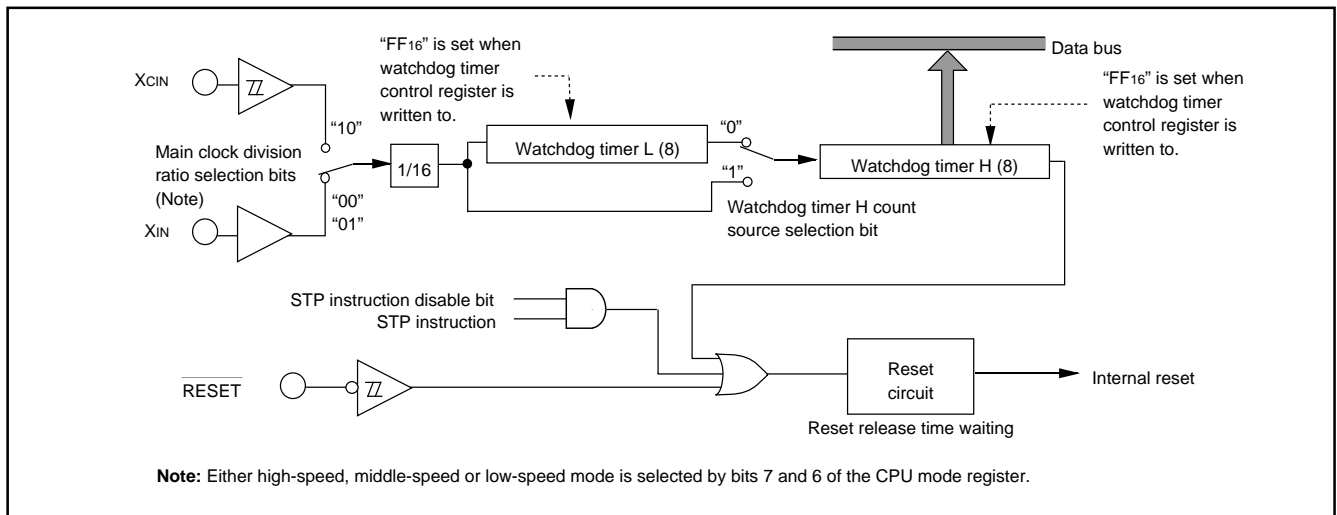 “FF16” is set when
watchdog timer
control register is
written to.
Data bus
“FF16” is set when
watchdog timer
control register is
written to.
XCIN
“10”
Main clock division
ratio selection bits
(Note)
“00”
“01”
XIN
1/16
Watchdog timer L (8)
“0”
“1”
Watchdog timer H (8)
Watchdog timer H count
source selection bit
STP instruction disable bit
STP instruction
RESET
Reset
circuit
Internal reset
Reset release time waiting
Note: Either high-speed, middle-speed or low-speed mode is selected by bits 7 and 6 of the CPU mode register.